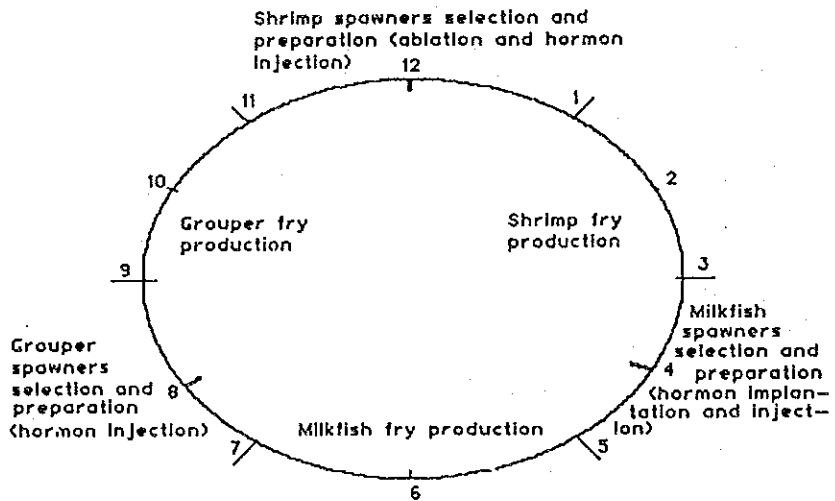 Shrimp spawners selection and
preparation (ablation and hormon
injection)
12
11
1
10
2
Grouper fry
production
Shrimp fry
production
9
3
Milkfish
spawners
selection and
preparation
(hormon implan-
tation and inject-
ion)
4
Grouper
spawners
selection and
preparation
(hormon injection)
8
Milkfish fry production
7
5
6